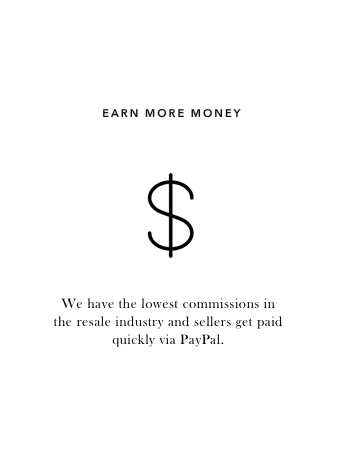 EARN MORE MONEY
$
We have the lowest commissions in
the resale industry and sellers get paid
quickly via PayPal.